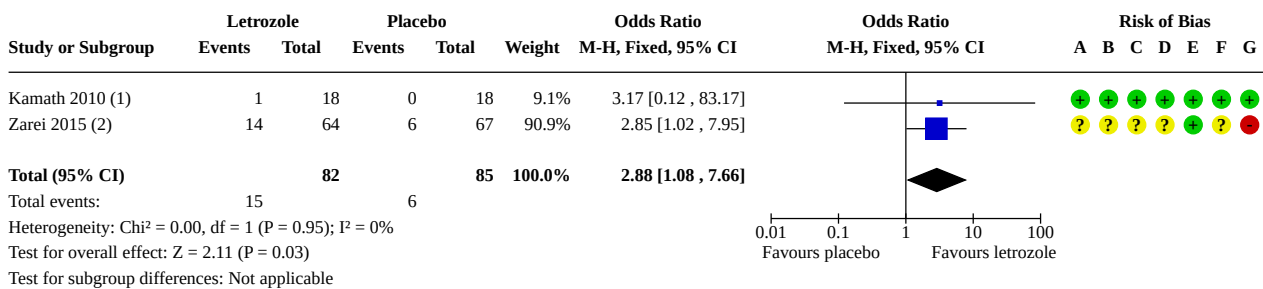 Letrozole Placebo Odds Ratio Odds Ratio Risk of Bias
Study or Subgroup Events Total Events Total Weight M-H, Fixed, 95% CI M-H, Fixed, 95% CI A B C D E F G
Kamath 2010 (1) 1 18 0 18 9.1% 3.17 [0.12 , 83.17] + + + + + + +
Zarei 2015 (2) 14 64 6 67 90.9% 2.85 [1.02 , 7.95] ? ? ? ? + ? -
Total (95% CI) 82 85 100.0% 2.88 [1.08 , 7.66]
Total events: 15 6
Heterogeneity: Chi² = 0.00, df = 1 (P = 0.95); I² = 0%
0.01 0.1 1 10 100
Test for overall effect: Z = 2.11 (P = 0.03) Favours placebo Favours letrozole
Test for subgroup differences: Not applicable